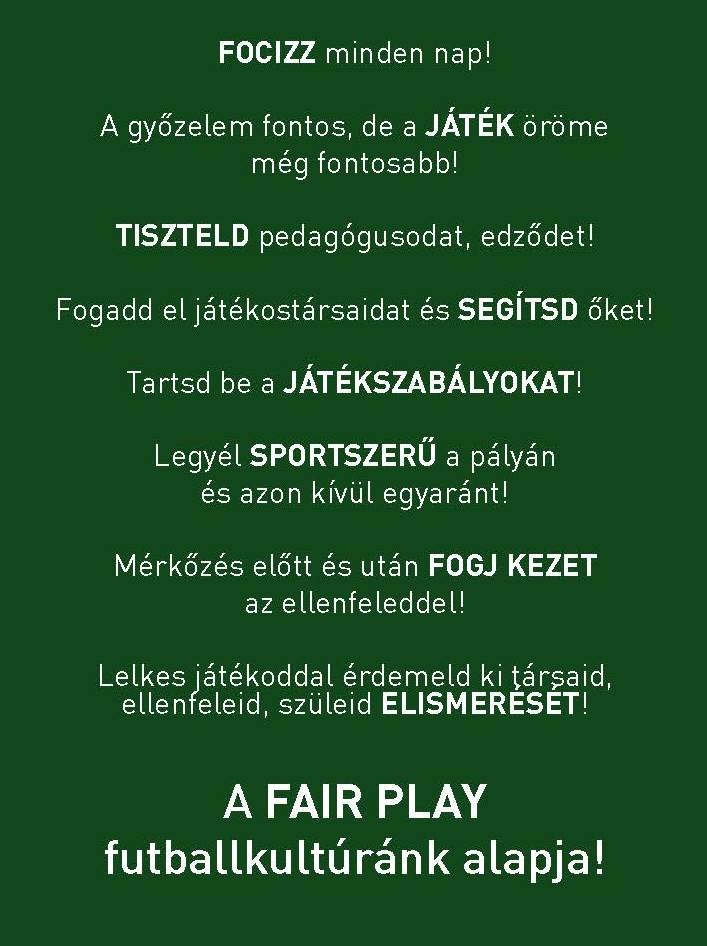 FOCIZZ minden nap!
A győzelem fontos, de a JÁTÉK öröme
még fontosabb!
TISZTELD pedagógusodat, edződet!
Fogadd el játékostársaidat és SEGÍTSD őket!
Tartsd be a JÁTÉKSZABÁLYOKAT!
Legyél SPORTSZERŰ a pályán
és azon kívül egyaránt!
Mérkőzés előtt és után FOGJ KEZET
az ellenfeleddel!
Lelkes játékoddal érdemeld ki társaid,
ellenfeleid, szüleid ELISMERÉSÉT!
A FAIR PLAY
futballkultúránk alapja!